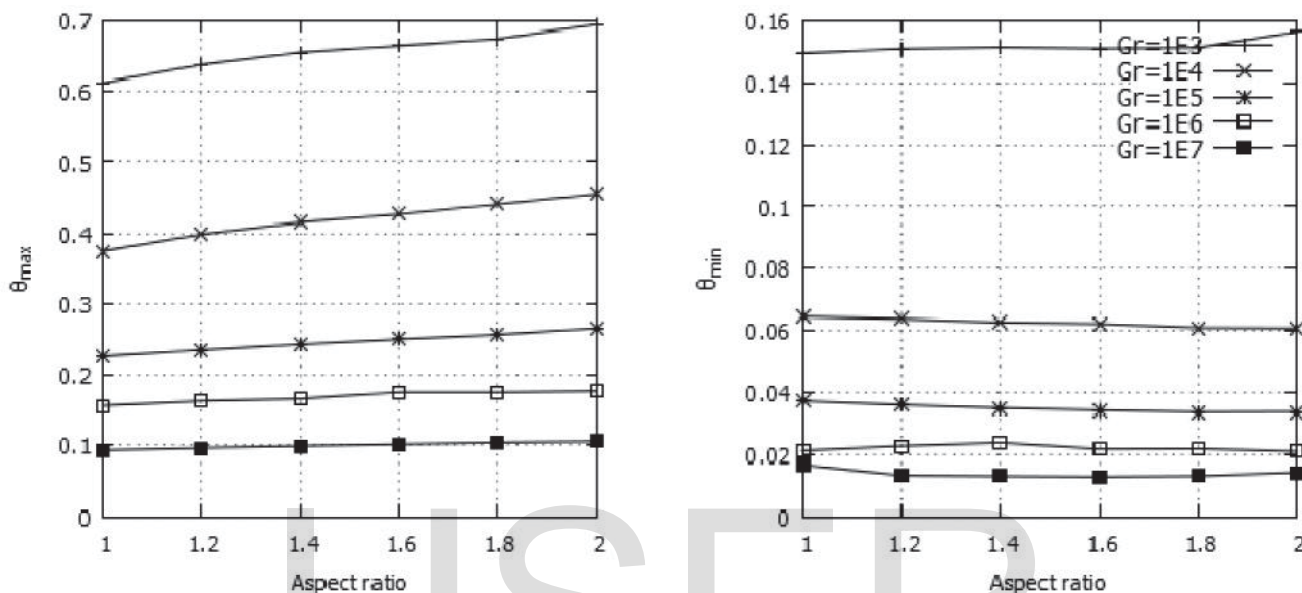 0.7
0.6
0.5
0.4
0.3
0.2
0.1
0
θmax
1 1.2 1.4 1.6 1.8 2
Aspect ratio
0.16
0.14
0.12
0.1
0.08
0.06
0.04
0.02
0
θmin
Gr=1E3
Gr=1E4
Gr=1E5
Gr=1E6
Gr=1E7
1 1.2 1.4 1.6 1.8 2
Aspect ratio